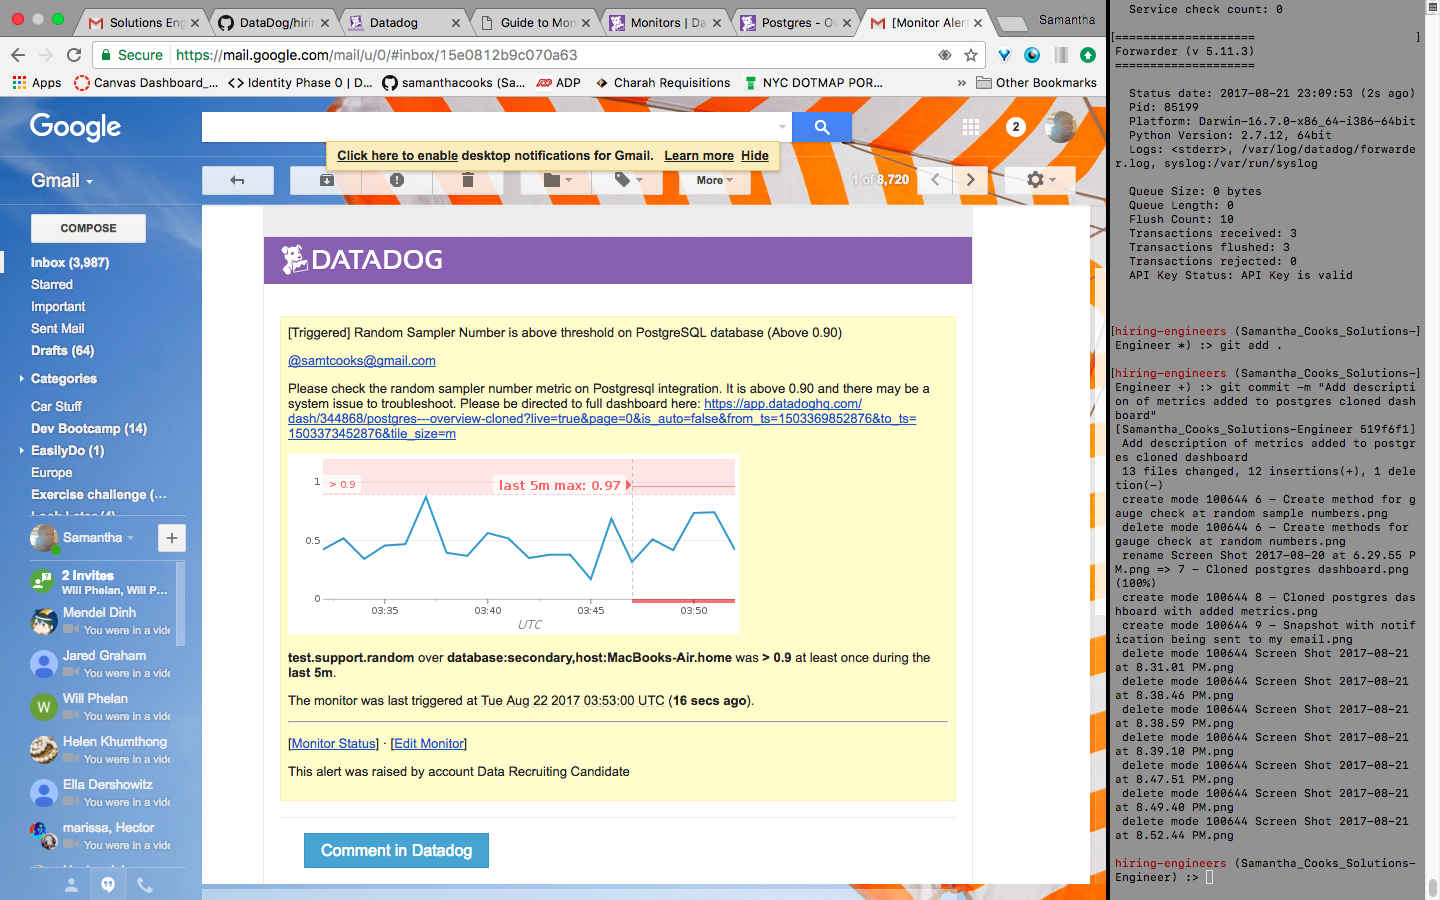 Solutions Eng
DataDog/hirin
Datadog
Guide to Mon
Monitors | Da
Postgres - Ov
[Monitor Alert
Samantha
Secure
https://mail.google.com/mail/u/0/#inbox/15e0812b9c070a63
Apps
Canvas Dashboard_...
<> Identity Phase 0 | D...
samanthacooks (Sa...
ADP
Charah Requisitions
NYC DOTMAP POR...
»
Other Bookmarks
Google
2
Click here to enable desktop notifications for Gmail. Learn more Hide
Gmail
More
1 of 8,720
COMPOSE
Inbox (3,987)
Starred
Important
Sent Mail
Drafts (64)
Categories
Car Stuff
Dev Bootcamp (14)
EasilyDo (1)
Europe
Exercise challenge (...
Look Later (4)
Samantha
+
2 Invites
Will Phelan, Will P...
Mendel Dinh
You were in a vide
Jared Graham
You were in a vide
W
Will Phelan
You were in a vide
Helen Khumthong
You were in a vide
Ella Dershowitz
You were in a vide
marissa, Hector
You were in a vide
DATADOG
[Triggered] Random Sampler Number is above threshold on PostgreSQL database (Above 0.90)
@samtcooks@gmail.com
Please check the random sampler number metric on Postgresql integration. It is above 0.90 and there may be a
system issue to troubleshoot. Please be directed to full dashboard here: https://app.datadoghq.com/
dash/344868/postgres---overview-cloned?live=true&page=0&is_auto=false&from_ts=1503369852876&to_ts=
1503373452876&tile_size=m
1
> 0.9
last 5m max: 0.97
0.5
0
03:35
03:40
03:45
03:50
UTC
test.support.random over database:secondary,host:MacBooks-Air.home was > 0.9 at least once during the
last 5m.
The monitor was last triggered at Tue Aug 22 2017 03:53:00 UTC (16 secs ago).
[Monitor Status] · [Edit Monitor]
This alert was raised by account Data Recruiting Candidate
Comment in Datadog
Service check count: 0
[==================== ]
Forwarder (v 5.11.3)
====================
Status date: 2017-08-21 23:09:53 (2s ago)
Pid: 85199
Platform: Darwin-16.7.0-x86_64-i386-64bit
Python Version: 2.7.12, 64bit
Logs: <stderr>, /var/log/datadog/forwarde
r.log, syslog:/var/run/syslog
Queue Size: 0 bytes
Queue Length: 0
Flush Count: 10
Transactions received: 3
Transactions flushed: 3
Transactions rejected: 0
API Key Status: API Key is valid
[hiring-engineers (Samantha_Cooks_Solutions-]
Engineer *) :> git add .
[hiring-engineers (Samantha_Cooks_Solutions-]
Engineer +) :> git commit -m "Add descripti
on of metrics added to postgres cloned dash
board"
[Samantha_Cooks_Solutions-Engineer 519f6f1]
Add description of metrics added to postgr
es cloned dashboard
13 files changed, 12 insertions(+), 1 dele
tion(-)
create mode 100644 6 - Create method for g
auge check at random sample numbers.png
delete mode 100644 6 - Create methods for
gauge check at random numbers.png
rename Screen Shot 2017-08-20 at 6.29.55 P
M.png => 7 - Cloned postgres dashboard.png
(100%)
create mode 100644 8 - Cloned postgres das
hboard with added metrics.png
create mode 100644 9 - Snapshot with notif
ication being sent to my email.png
delete mode 100644 Screen Shot 2017-08-21
at 8.31.01 PM.png
delete mode 100644 Screen Shot 2017-08-21
at 8.38.46 PM.png
delete mode 100644 Screen Shot 2017-08-21
at 8.38.59 PM.png
delete mode 100644 Screen Shot 2017-08-21
at 8.39.10 PM.png
delete mode 100644 Screen Shot 2017-08-21
at 8.47.51 PM.png
delete mode 100644 Screen Shot 2017-08-21
at 8.49.40 PM.png
delete mode 100644 Screen Shot 2017-08-21
at 8.52.44 PM.png
hiring-engineers (Samantha_Cooks_Solutions-
Engineer) :>